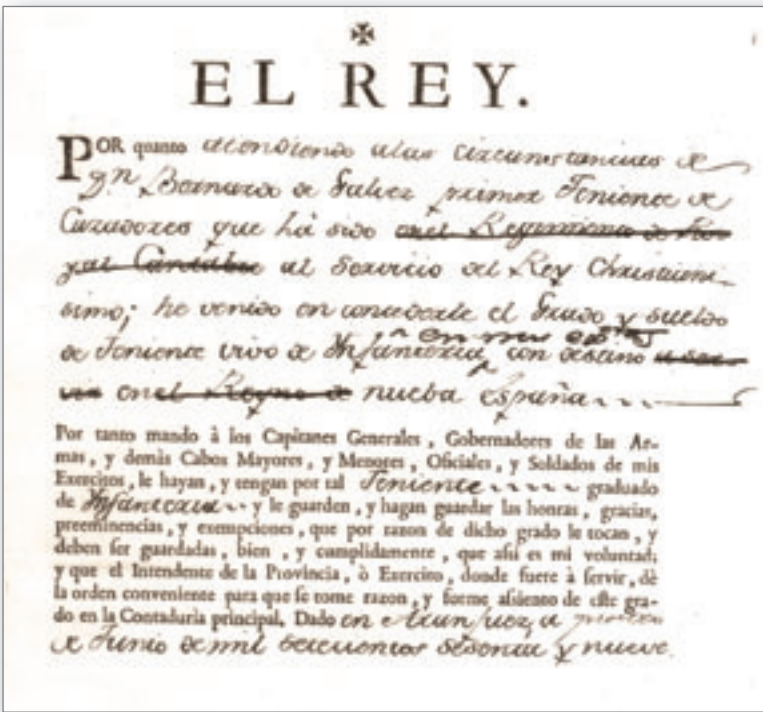 EL REY.
POR quanto atendiendo a las circunstancias de
Dn. Bernardo de Galvez primer Teniente de
Cazadores que há sido en el Regimiento de
Cantabria al Servicio del Rey Christiani-
simo; he venido en concederle el Grado y sueldo
en mis
de Teniente vivo de Infanteria, con destino
en el Reyno de nueba España
Por tanto mando à los Capitanes Generales, Gobernadores de las Ar-
mas, y demàs Cabos Mayores, y Menores, Oficiales, y Soldados de mis
Exercitos, le hayan, y tengan por tal Teniente graduado
de Infanteria y le guarden, y hagan guardar las honras, gracias,
preeminencias, y exempciones, que por razon de dicho grado le tocan, y
deben ser guardadas, bien, y cumplidamente, que asi es mi voluntad;
y que el Intendente de la Provincia, ò Exercito, donde fuere à servir, dè
la orden conveniente para que se tome razon, y forme asiento de este gra-
do en la Contaduria principal. Dado en Aranjuez, a
de Junio de mil setecientos sesenta y nueve.